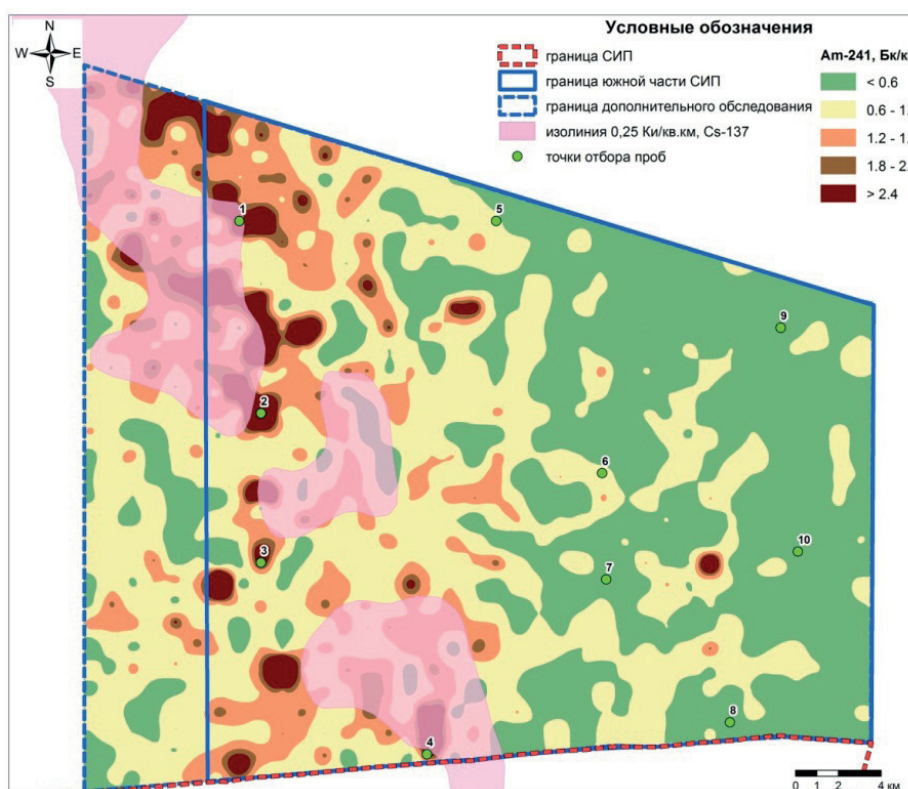 N
W E
S
Условные обозначения
граница СИП
граница южной части СИП
граница дополнительного обследования
изолиния 0,25 Ки/кв.км, Cs-137
точки отбора проб
Am-241, Бк/к
< 0.6
0.6 - 1.
1.2 - 1.
1.8 - 2.
> 2.4
1
5
9
2
6
10
3
7
8
4
0 1 2 4 км